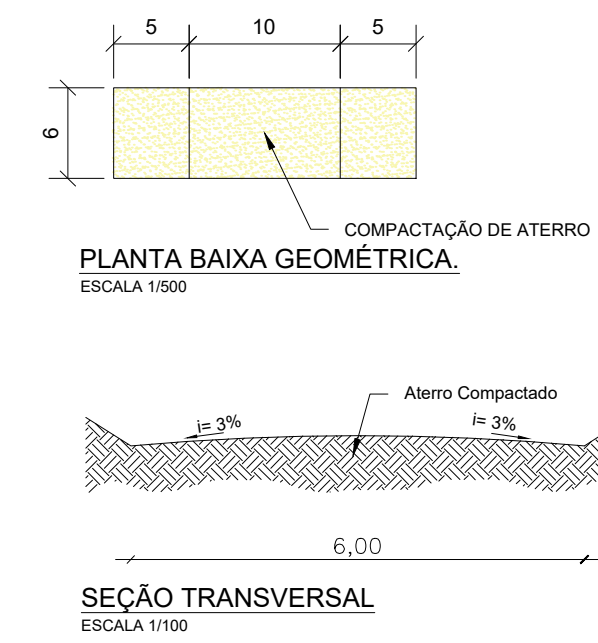 5 10 5
6
COMPACTAÇÃO DE ATERRO
PLANTA BAIXA GEOMÉTRICA.
ESCALA 1/500
Aterro Compactado
i= 3% i= 3%
6,00
SEÇÃO TRANSVERSAL
ESCALA 1/100